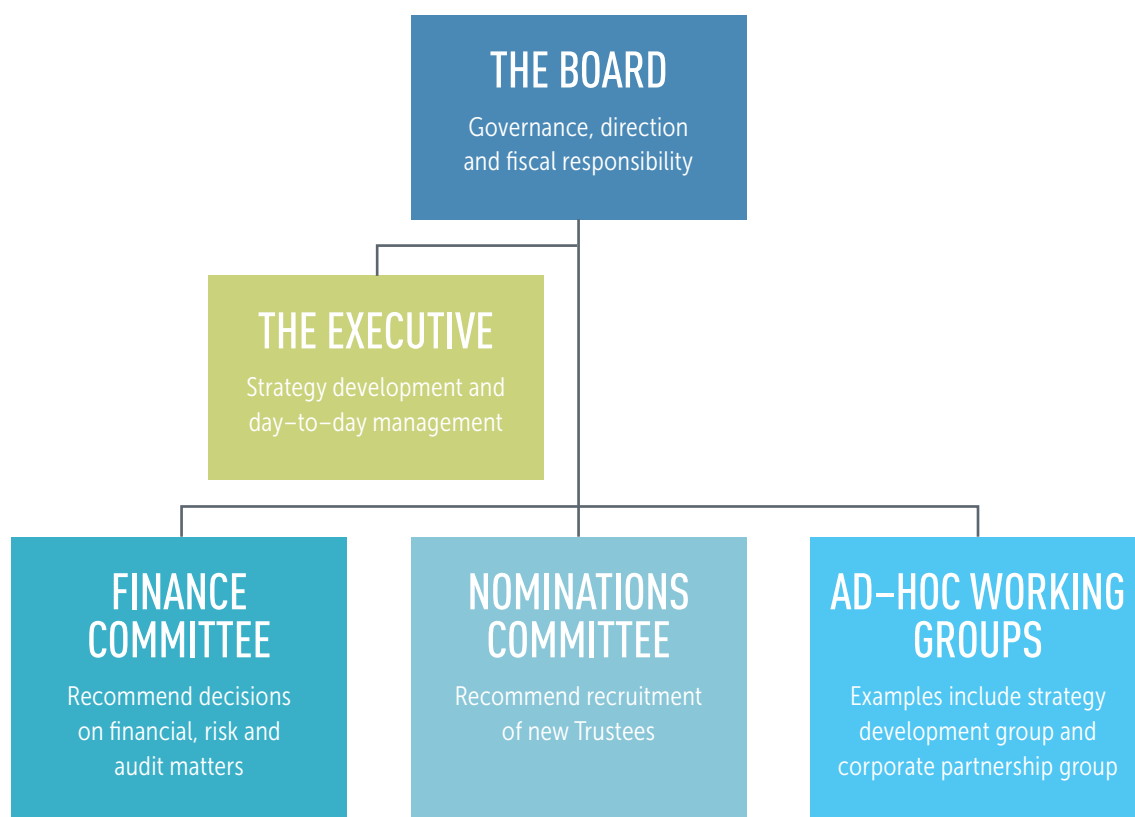 THE BOARD
Governance, direction
and fiscal responsibility
THE EXECUTIVE
Strategy development and
day–to–day management
FINANCE
COMMITTEE
Recommend decisions
on financial, risk and
audit matters
NOMINATIONS
COMMITTEE
Recommend recruitment
of new Trustees
AD–HOC WORKING
GROUPS
Examples include strategy
development group and
corporate partnership group